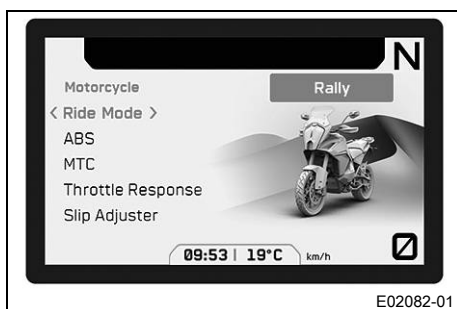 N
Motorcycle Rally
< Ride Mode >
ABS
MTC
Throttle Response
Slip Adjuster
09:53 | 19°C km/h 0
E02082-01